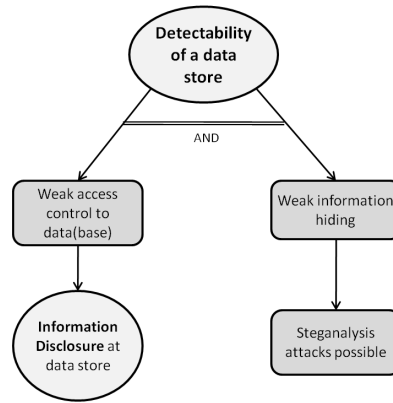 Detectability
of a data
store
AND
Weak access
control to
data(base)
Weak information
hiding
Information
Disclosure at
data store
Steganalysis
attacks possible